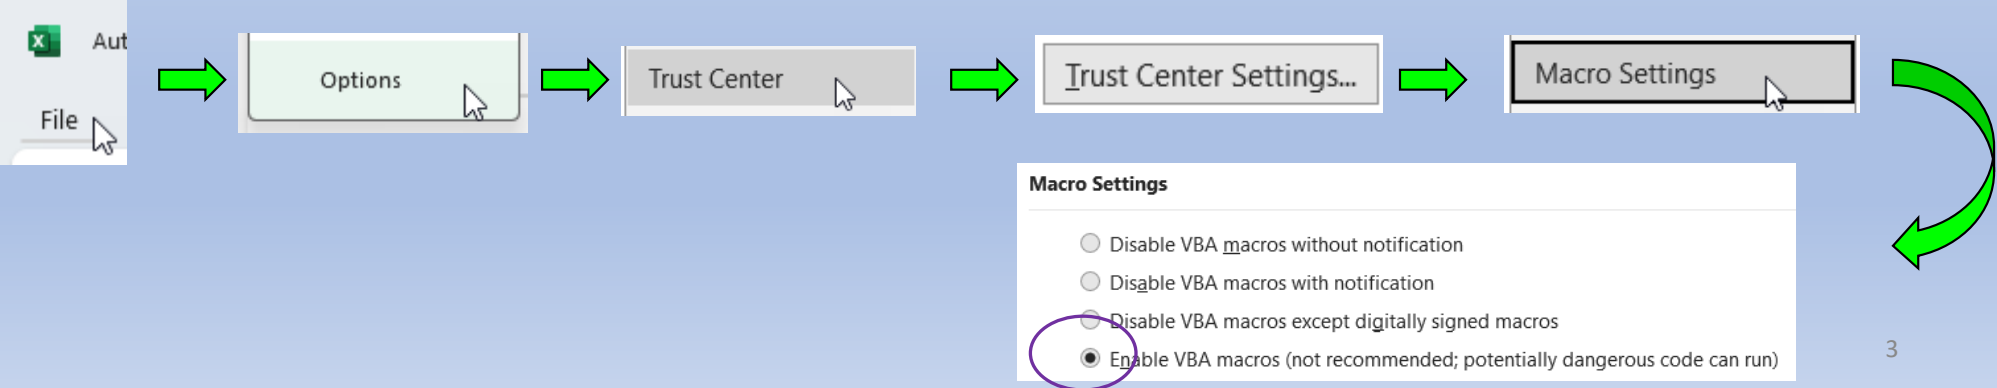 Aut
File
Options
Trust Center
Trust Center Settings...
Macro Settings
Macro Settings
Disable VBA macros without notification
Disable VBA macros with notification
Disable VBA macros except digitally signed macros
Enable VBA macros (not recommended; potentially dangerous code can run)
3